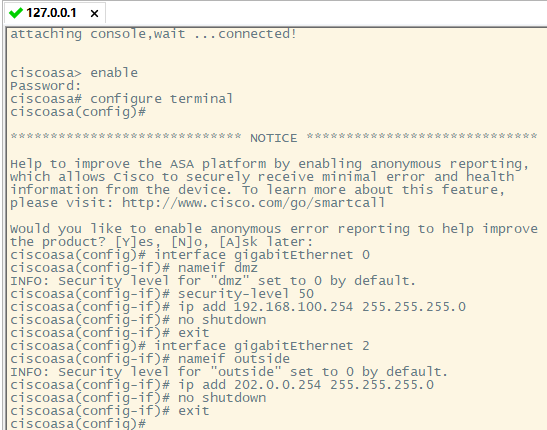 127.0.0.1
attaching console,wait ...connected!
ciscoasa> enable
Password:
ciscoasa# configure terminal
ciscoasa(config)#
***************************** NOTICE *****************************
Help to improve the ASA platform by enabling anonymous reporting,
which allows Cisco to securely receive minimal error and health
information from the device. To learn more about this feature,
please visit: http://www.cisco.com/go/smartcall
Would you like to enable anonymous error reporting to help improve
the product? [Y]es, [N]o, [A]sk later:
ciscoasa(config)# interface gigabitEthernet 0
ciscoasa(config-if)# nameif dmz
INFO: Security level for "dmz" set to 0 by default.
ciscoasa(config-if)# security-level 50
ciscoasa(config-if)# ip add 192.168.100.254 255.255.255.0
ciscoasa(config-if)# no shutdown
ciscoasa(config-if)# exit
ciscoasa(config)# interface gigabitEthernet 2
ciscoasa(config-if)# nameif outside
INFO: Security level for "outside" set to 0 by default.
ciscoasa(config-if)# ip add 202.0.0.254 255.255.255.0
ciscoasa(config-if)# no shutdown
ciscoasa(config-if)# exit
ciscoasa(config)#